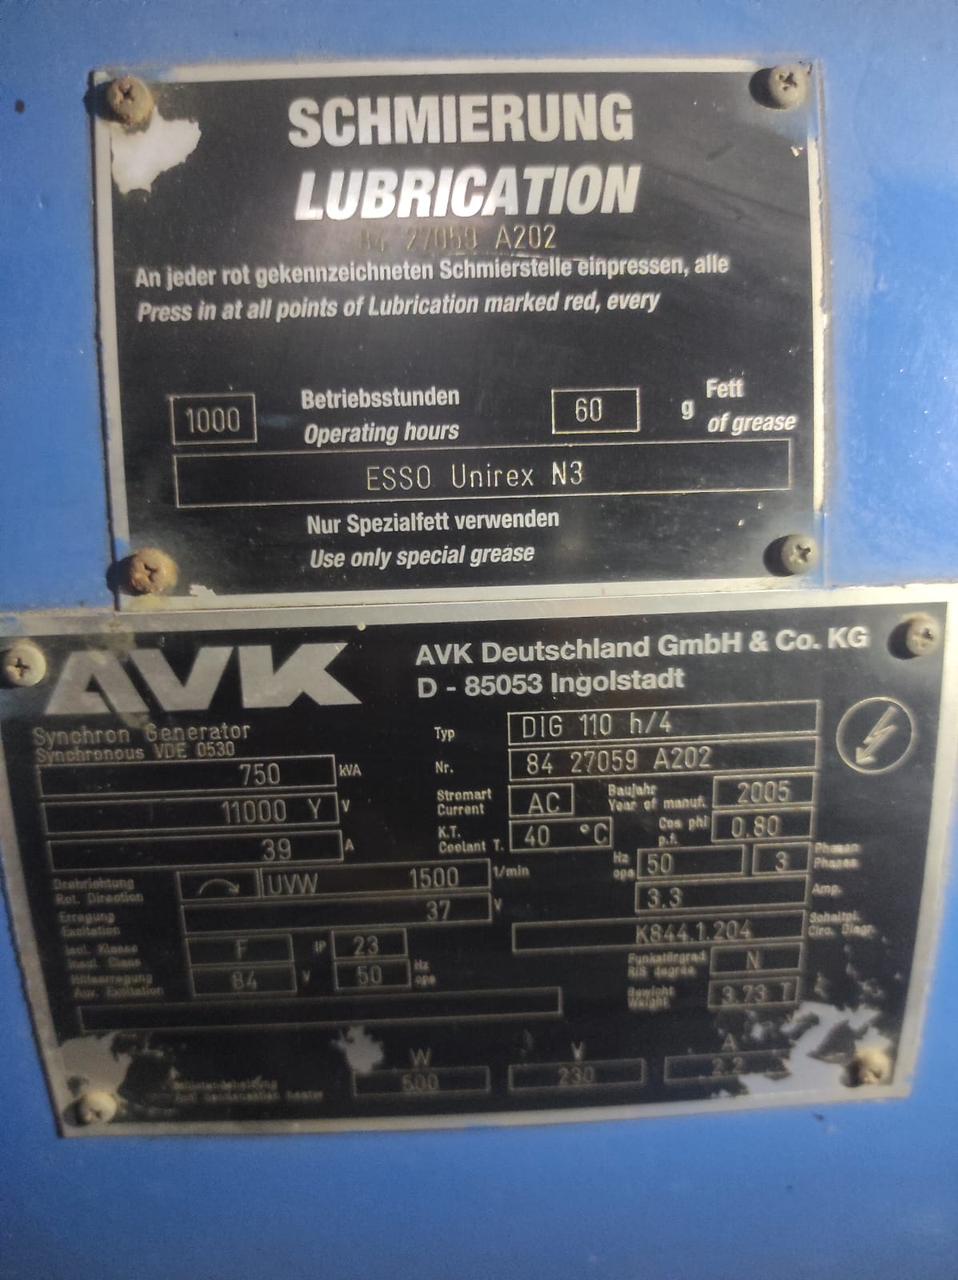 SCHMIERUNG
LUBRICATION
84 27059 A202
An jeder rot gekennzeichneten Schmierstelle einpressen, alle
Press in at all points of Lubrication marked red, every
1000 Betriebsstunden 60 g Fett
Operating hours of grease
ESSO Unirex N3
Nur Spezialfett verwenden
Use only special grease
AVK AVK Deutschland GmbH & Co. KG
D - 85053 Ingolstadt
Synchron Generator
Synchronous VDE 0530
Typ DIG 110 h/4
750 KVA Nr. 84 27059 A202
11000 Y V Stromart Current AC Baujahr Year of manuf. 2005
39 A K.T. Coolant T. 40 °C Cos phi p.f. 0.80
Drehrichtung Rot. Direction UVW 1500 1/min Hz cps 50 3 Phasen Phases
Erregung Excitation 37 V 3.3 Amp.
K844.1.204 Schaltpl. Circ. Diagr.
Isol. Klasse Insul. Class F IP 23 Funkstörgrad RIS degree N
Hilfserregung Aux. Excitation 84 V 50 Hz cps Gewicht Weight 3.73 T
W V A
500 230 2.2